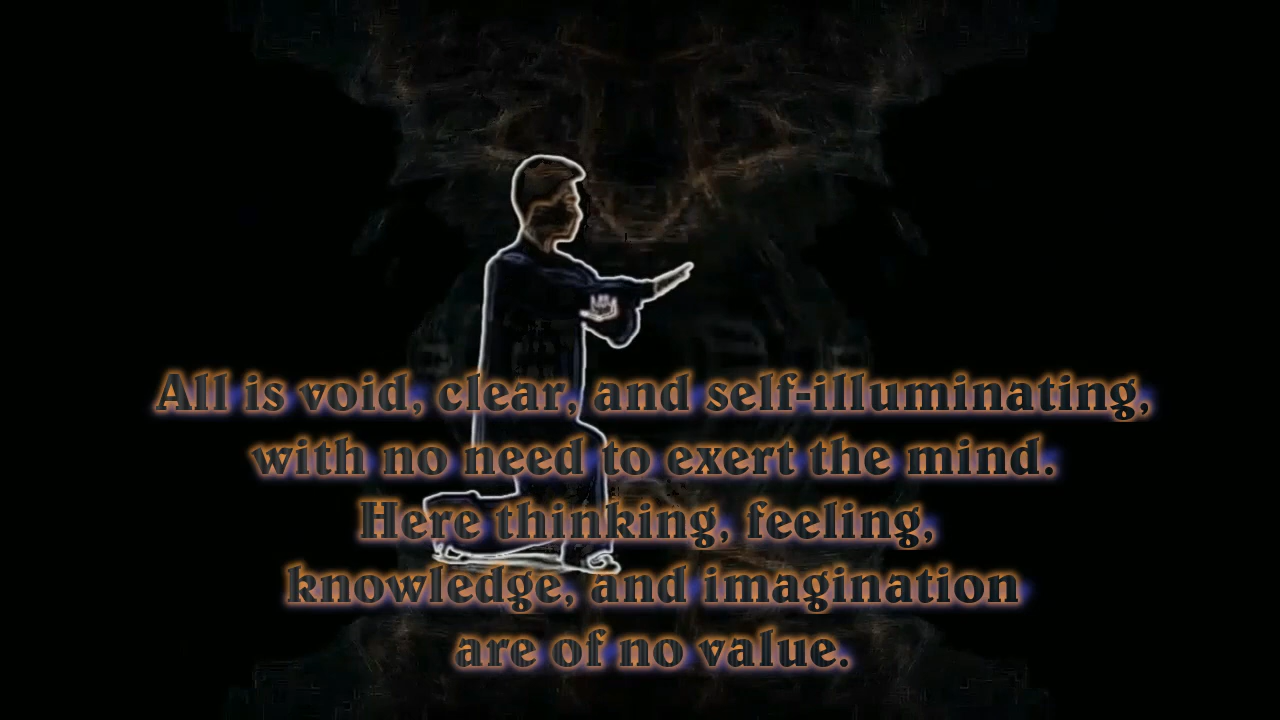 All is void, clear, and self-illuminating,
with no need to exert the mind.
Here thinking, feeling,
knowledge, and imagination
are of no value.